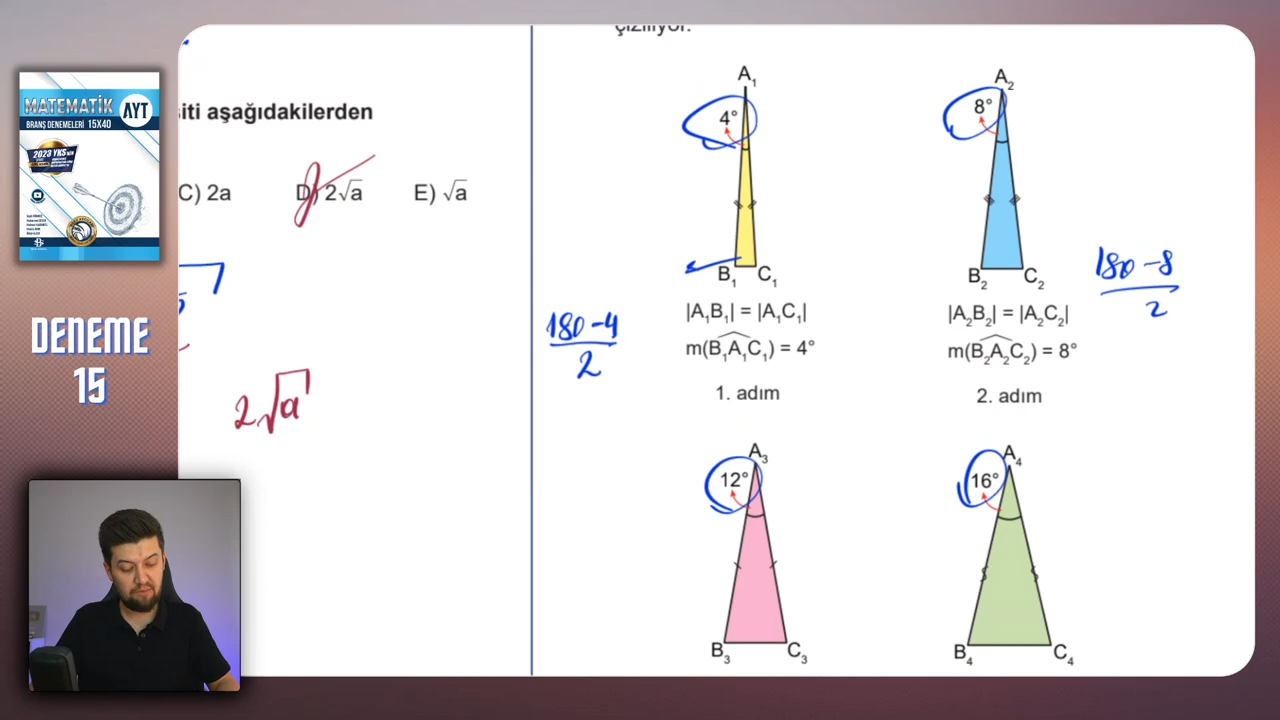 MATEMATİK AYT
BRANŞ DENEMELERİ 15X40
DENEME
15
siti aşağıdakilerden
C) 2a D) 2√a E) √a
2√a
çiziliyor.
A1
4°
B1 C1
|A1B1| = |A1C1|
m(B1A1C1) = 4°
1. adım
180-4
2
A2
8°
B2 C2
|A2B2| = |A2C2|
m(B2A2C2) = 8°
2. adım
180-8
2
A3
12°
B3 C3
A4
16°
B4 C4